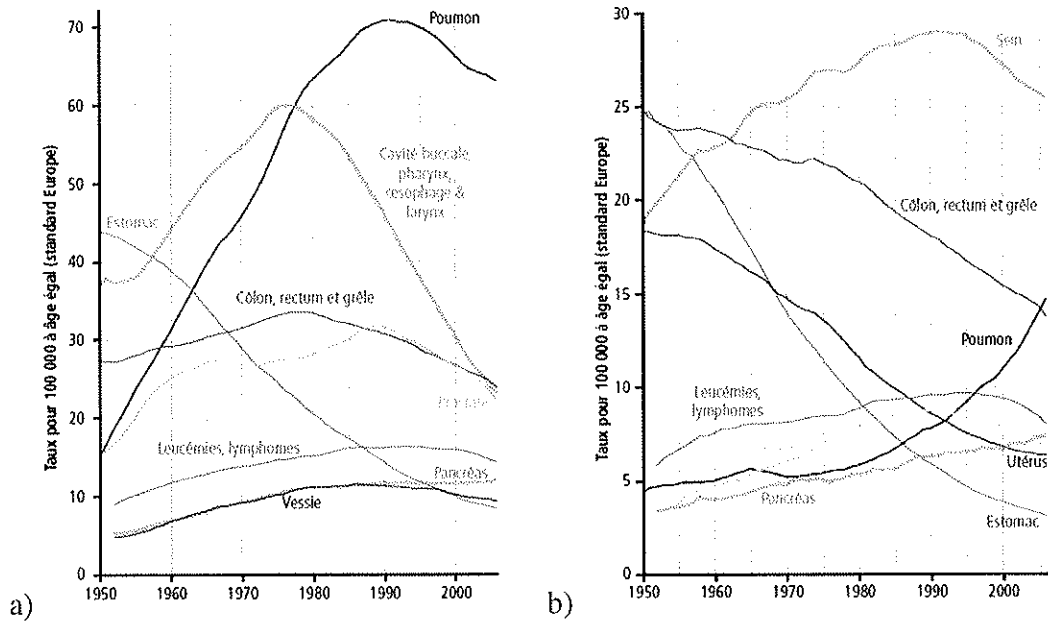 Taux pour 100 000 à âge égal (standard Europe)
70
60
50
40
30
20
10
0
1950
1960
1970
1980
1990
2000
Poumon
Cavité buccale,
pharynx,
œsophage &
larynx
Estomac
Côlon, rectum et grêle
Prostate
Leucémies, lymphomes
Pancréas
Vessie
a)
Taux pour 100 000 à âge égal (standard Europe)
30
25
20
15
10
5
0
1950
1960
1970
1980
1990
2000
Sein
Côlon, rectum et grêle
Poumon
Leucémies,
lymphomes
Utérus
Pancréas
Estomac
b)